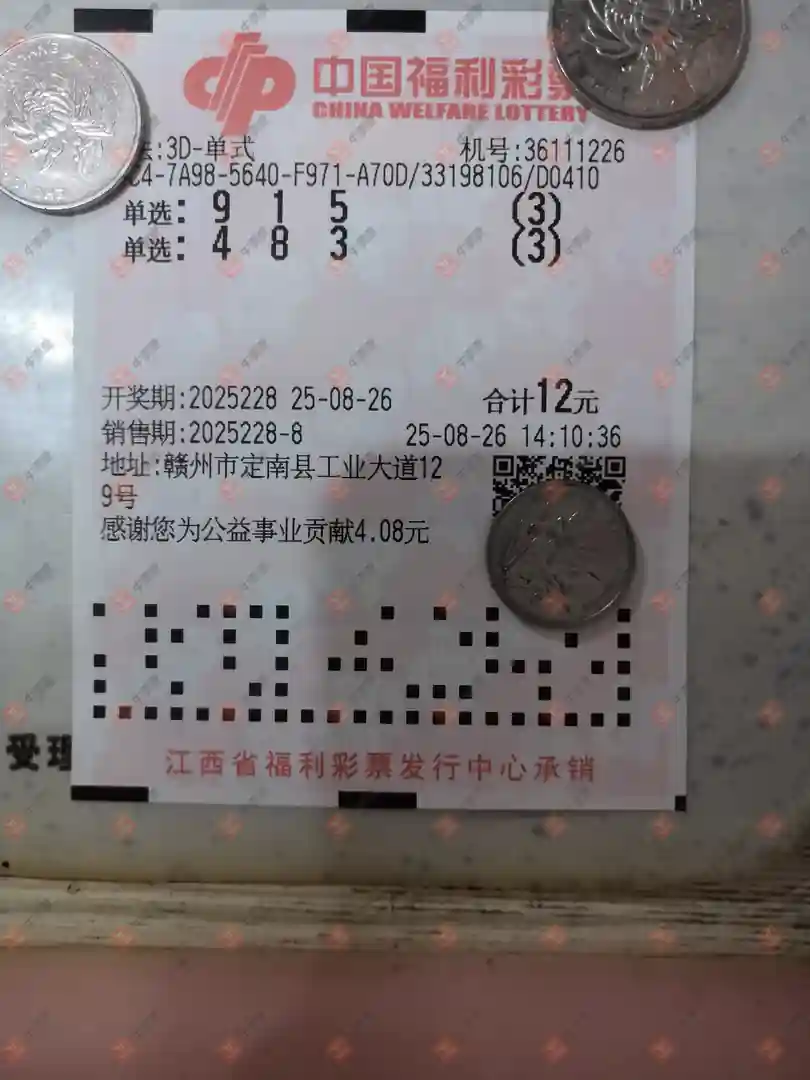 中国福利彩
CHINA WELFARE LOTTERY
:3D-单式 机号:36111226
C4-7A98-5640-F971-A70D/33198106/D0410
单选: 9 1 5 (3)
单选: 4 8 3 (3)
开奖期:2025228 25-08-26 合计12元
销售期:2025228-8 25-08-26 14:10:36
地址:赣州市定南县工业大道12
9号
感谢您为公益事业贡献4.08元
受理
江西省福利彩票发行中心承销